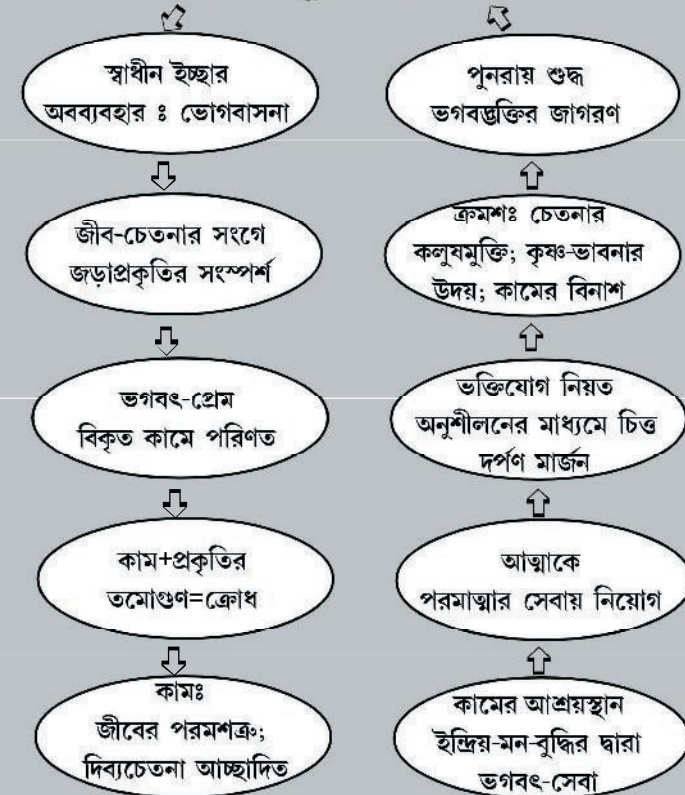 স্বাধীন ইচ্ছার
অবব্যবহার ঃ ভোগবাসনা
জীব-চেতনার সংগে
জড়াপ্রকৃতির সংস্পর্শ
ভগবৎ-প্রেম
বিকৃত কামে পরিণত
কাম+প্রকৃতির
তমোগুণ=ক্রোধ
কামঃ
জীবের পরমশত্রু;
দিব্যচেতনা আচ্ছাদিত
পুনরায় শুদ্ধ
ভগবদ্ভক্তির জাগরণ
ক্রমশঃ চেতনার
কলুষমুক্তি; কৃষ্ণ-ভাবনার
উদয়; কামের বিনাশ
ভক্তিযোগ নিয়ত
অনুশীলনের মাধ্যমে চিত্ত
দর্পণ মার্জন
আত্মাকে
পরমাত্মার সেবায় নিয়োগ
কামের আশ্রয়স্থান
ইন্দ্রিয়-মন-বুদ্ধির দ্বারা
ভগবৎ-সেবা